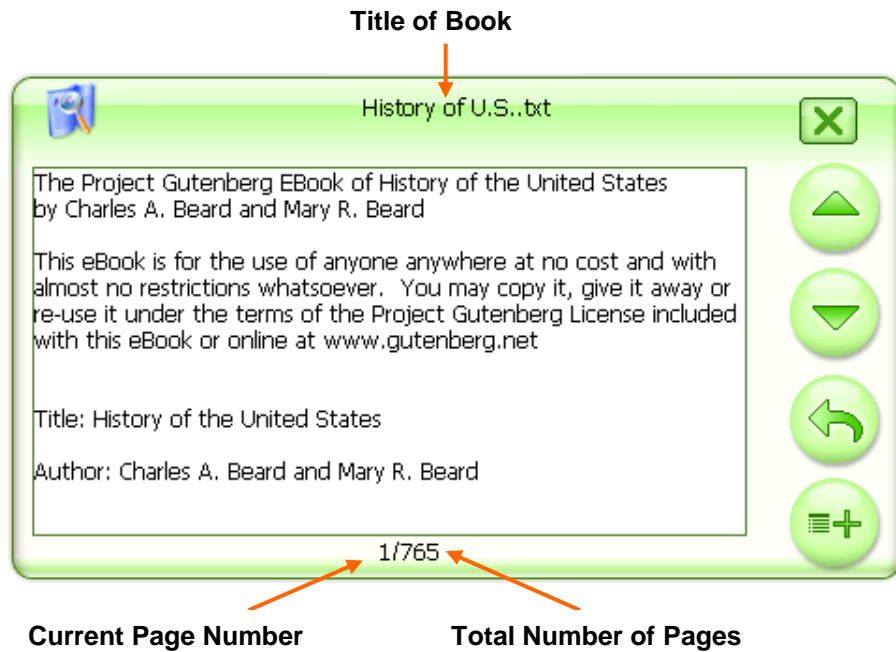 Title of Book
History of U.S..txt
The Project Gutenberg EBook of History of the United States
by Charles A. Beard and Mary R. Beard
This eBook is for the use of anyone anywhere at no cost and with
almost no restrictions whatsoever.  You may copy it, give it away or
re-use it under the terms of the Project Gutenberg License included
with this eBook or online at www.gutenberg.net
Title: History of the United States
Author: Charles A. Beard and Mary R. Beard
1/765
Current Page Number
Total Number of Pages